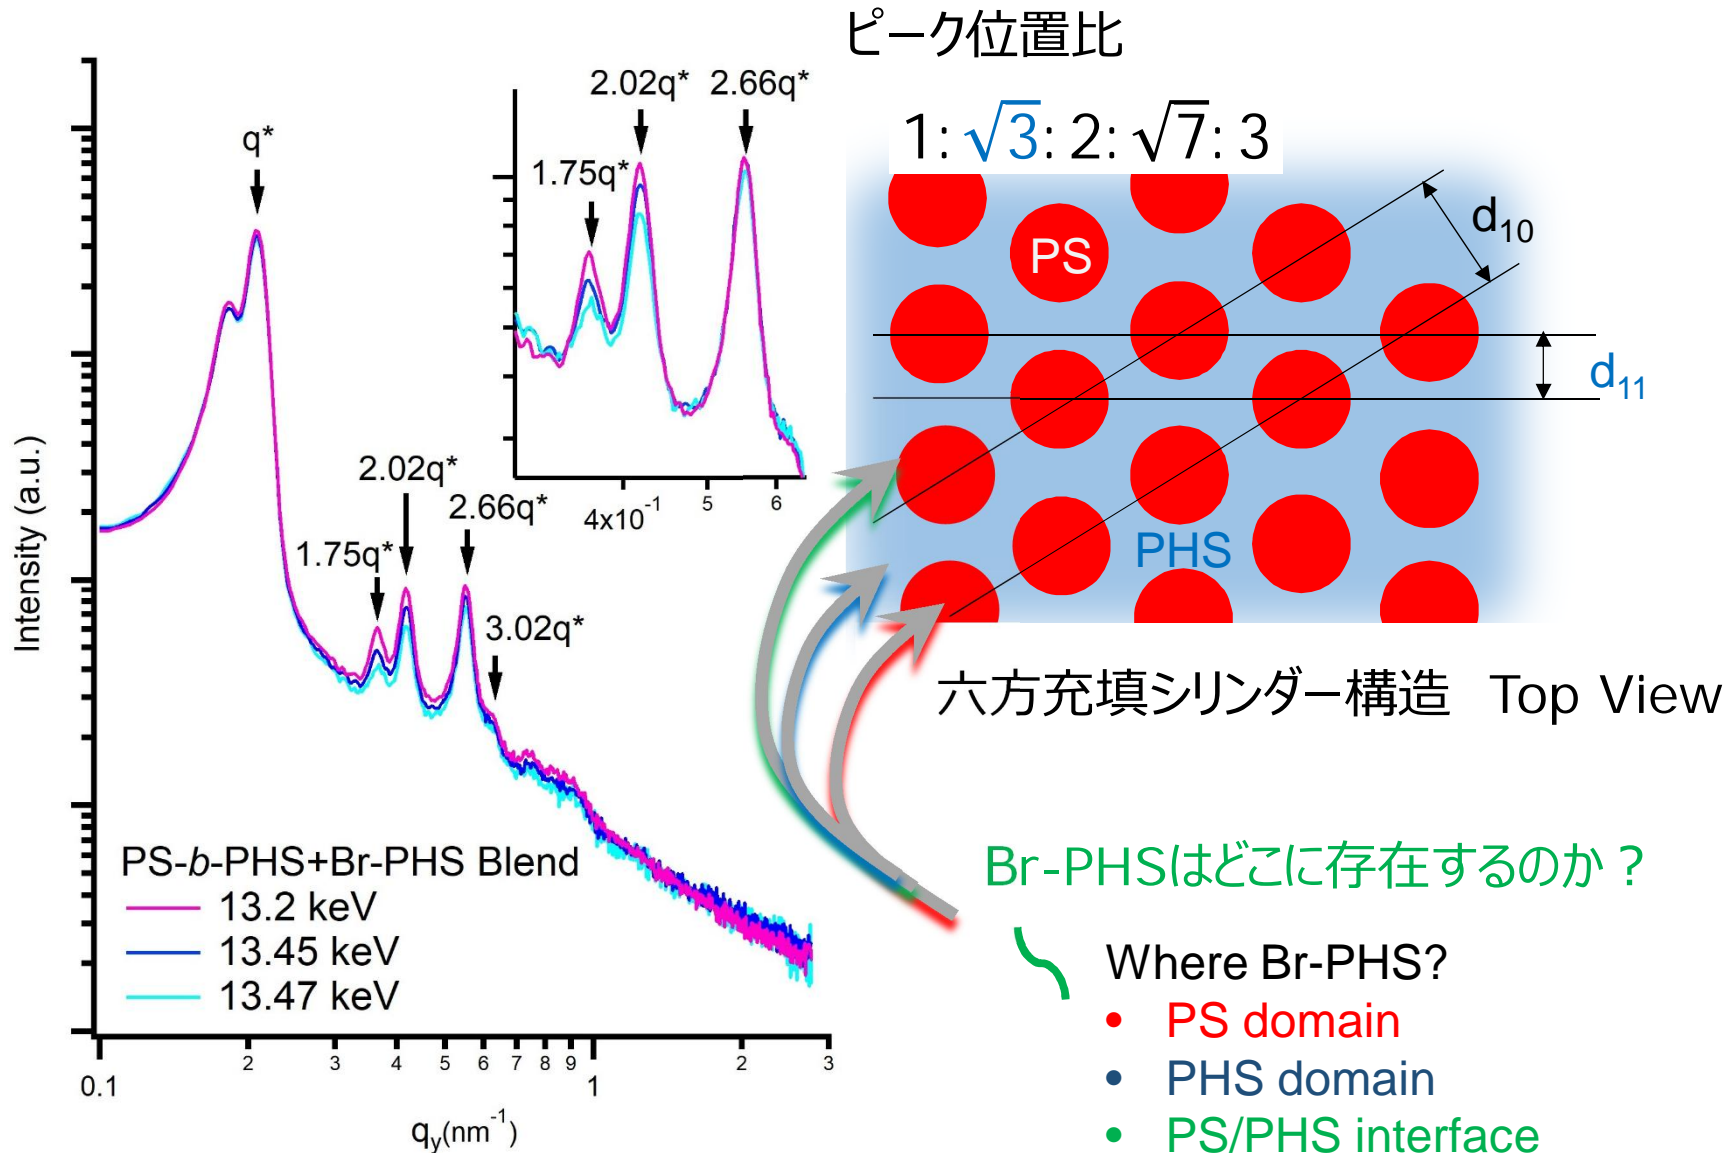 ピーク位置比
1: √3: 2: √7: 3
q*
2.02q*
2.66q*
1.75q*
4x10⁻¹
5
6
PS
d₁₀
d₁₁
PHS
2.02q*
2.66q*
1.75q*
3.02q*
Intensity (a.u.)
六方充填シリンダー構造 Top View
PS-b-PHS+Br-PHS Blend
13.2 keV
13.45 keV
13.47 keV
0.1
2
3
4
5
6
7
8
9
1
2
3
q_y(nm⁻¹)
Br-PHSはどこに存在するのか？
Where Br-PHS?
• PS domain
• PHS domain
• PS/PHS interface